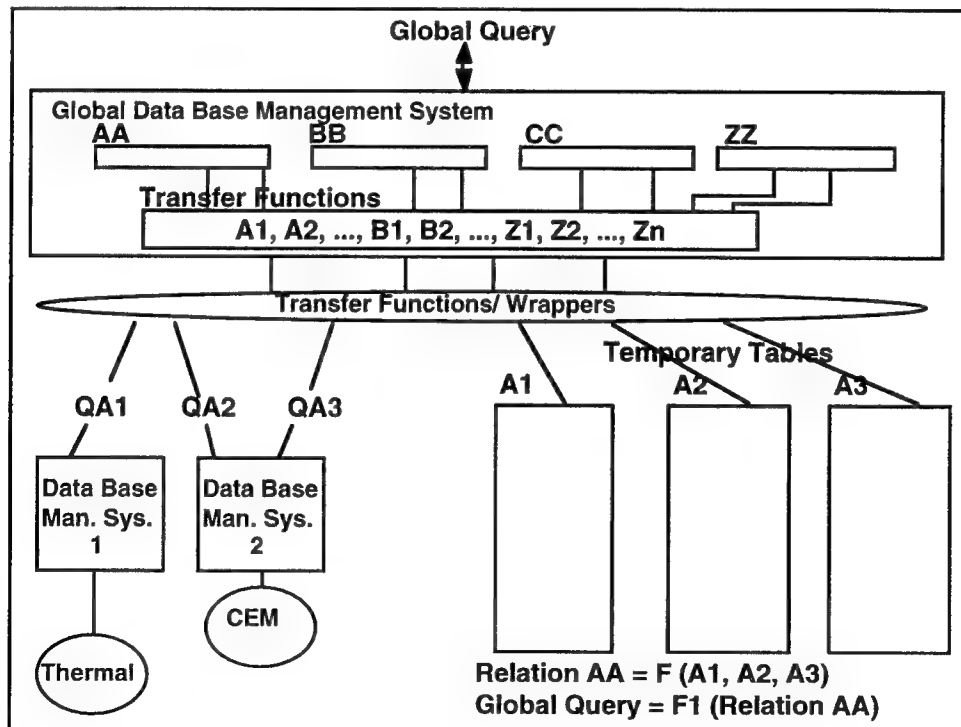 Global Query
Global Data Base Management System
AA BB CC ZZ
Transfer Functions
A1, A2, ..., B1, B2, ..., Z1, Z2, ..., Zn
Transfer Functions/ Wrappers
Temporary Tables
A1 A2 A3
QA1 QA2 QA3
Data Base
Man. Sys.
1
Data Base
Man. Sys.
2
CEM
Thermal
Relation AA = F (A1, A2, A3)
Global Query = F1 (Relation AA)